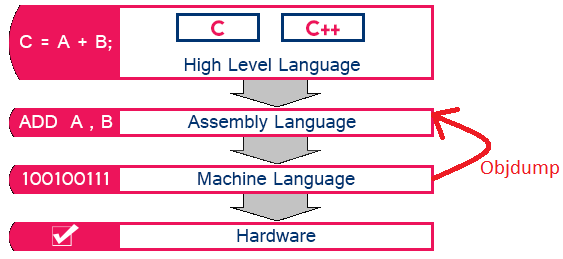 C = A + B;
C
C++
High Level Language
ADD A , B
Assembly Language
100100111
Machine Language
Objdump
Hardware